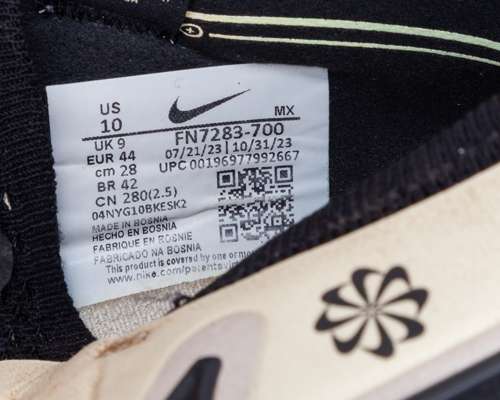 US
10
MX
UK 9
EUR 44
cm 28
BR 42
CN 280(2.5)
04NYG10BKESK2
MADE IN BOSNIA
HECHO EN BOSNIA
FABRIQUE EN BOSNIE
FABRICADO NA BOSNIA
This product is covered by one or more
www.nike.com/patents
FN7283-700
07/21/23 | 10/31/23
UPC 00196977992667